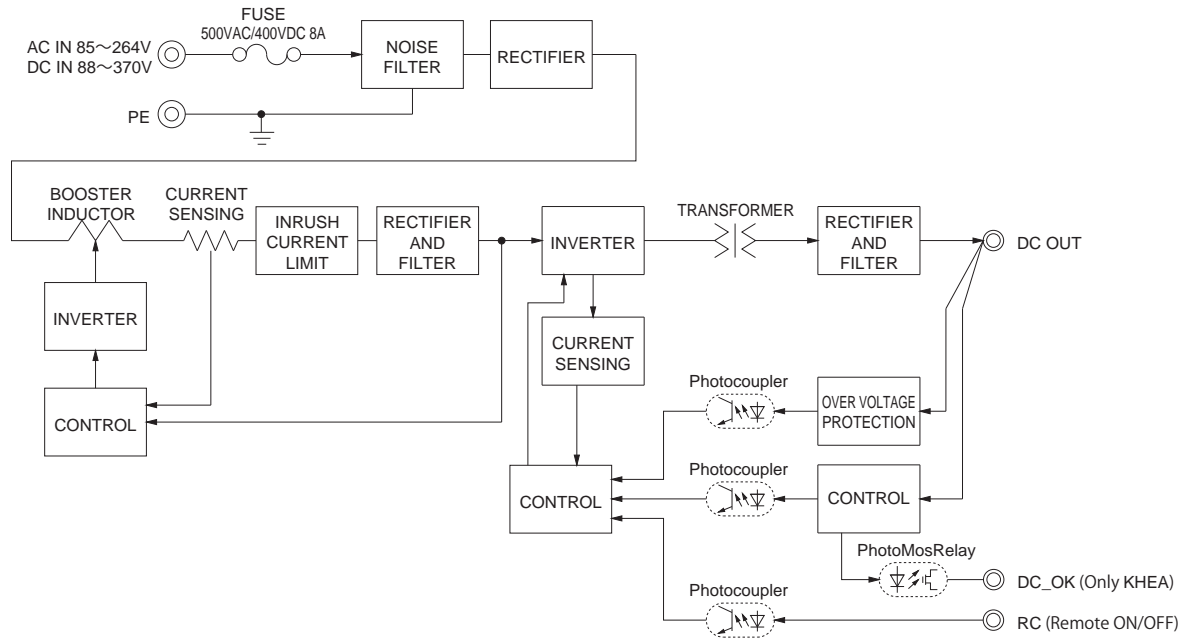 FUSE
500VAC/400VDC 8A
AC IN 85～264V
DC IN 88～370V
NOISE
FILTER
RECTIFIER
PE
BOOSTER
INDUCTOR
CURRENT
SENSING
INRUSH
CURRENT
LIMIT
RECTIFIER
AND
FILTER
INVERTER
TRANSFORMER
RECTIFIER
AND
FILTER
DC OUT
INVERTER
CURRENT
SENSING
CONTROL
Photocoupler
OVER VOLTAGE
PROTECTION
CONTROL
Photocoupler
CONTROL
PhotoMosRelay
DC_OK (Only KHEA)
Photocoupler
RC (Remote ON/OFF)